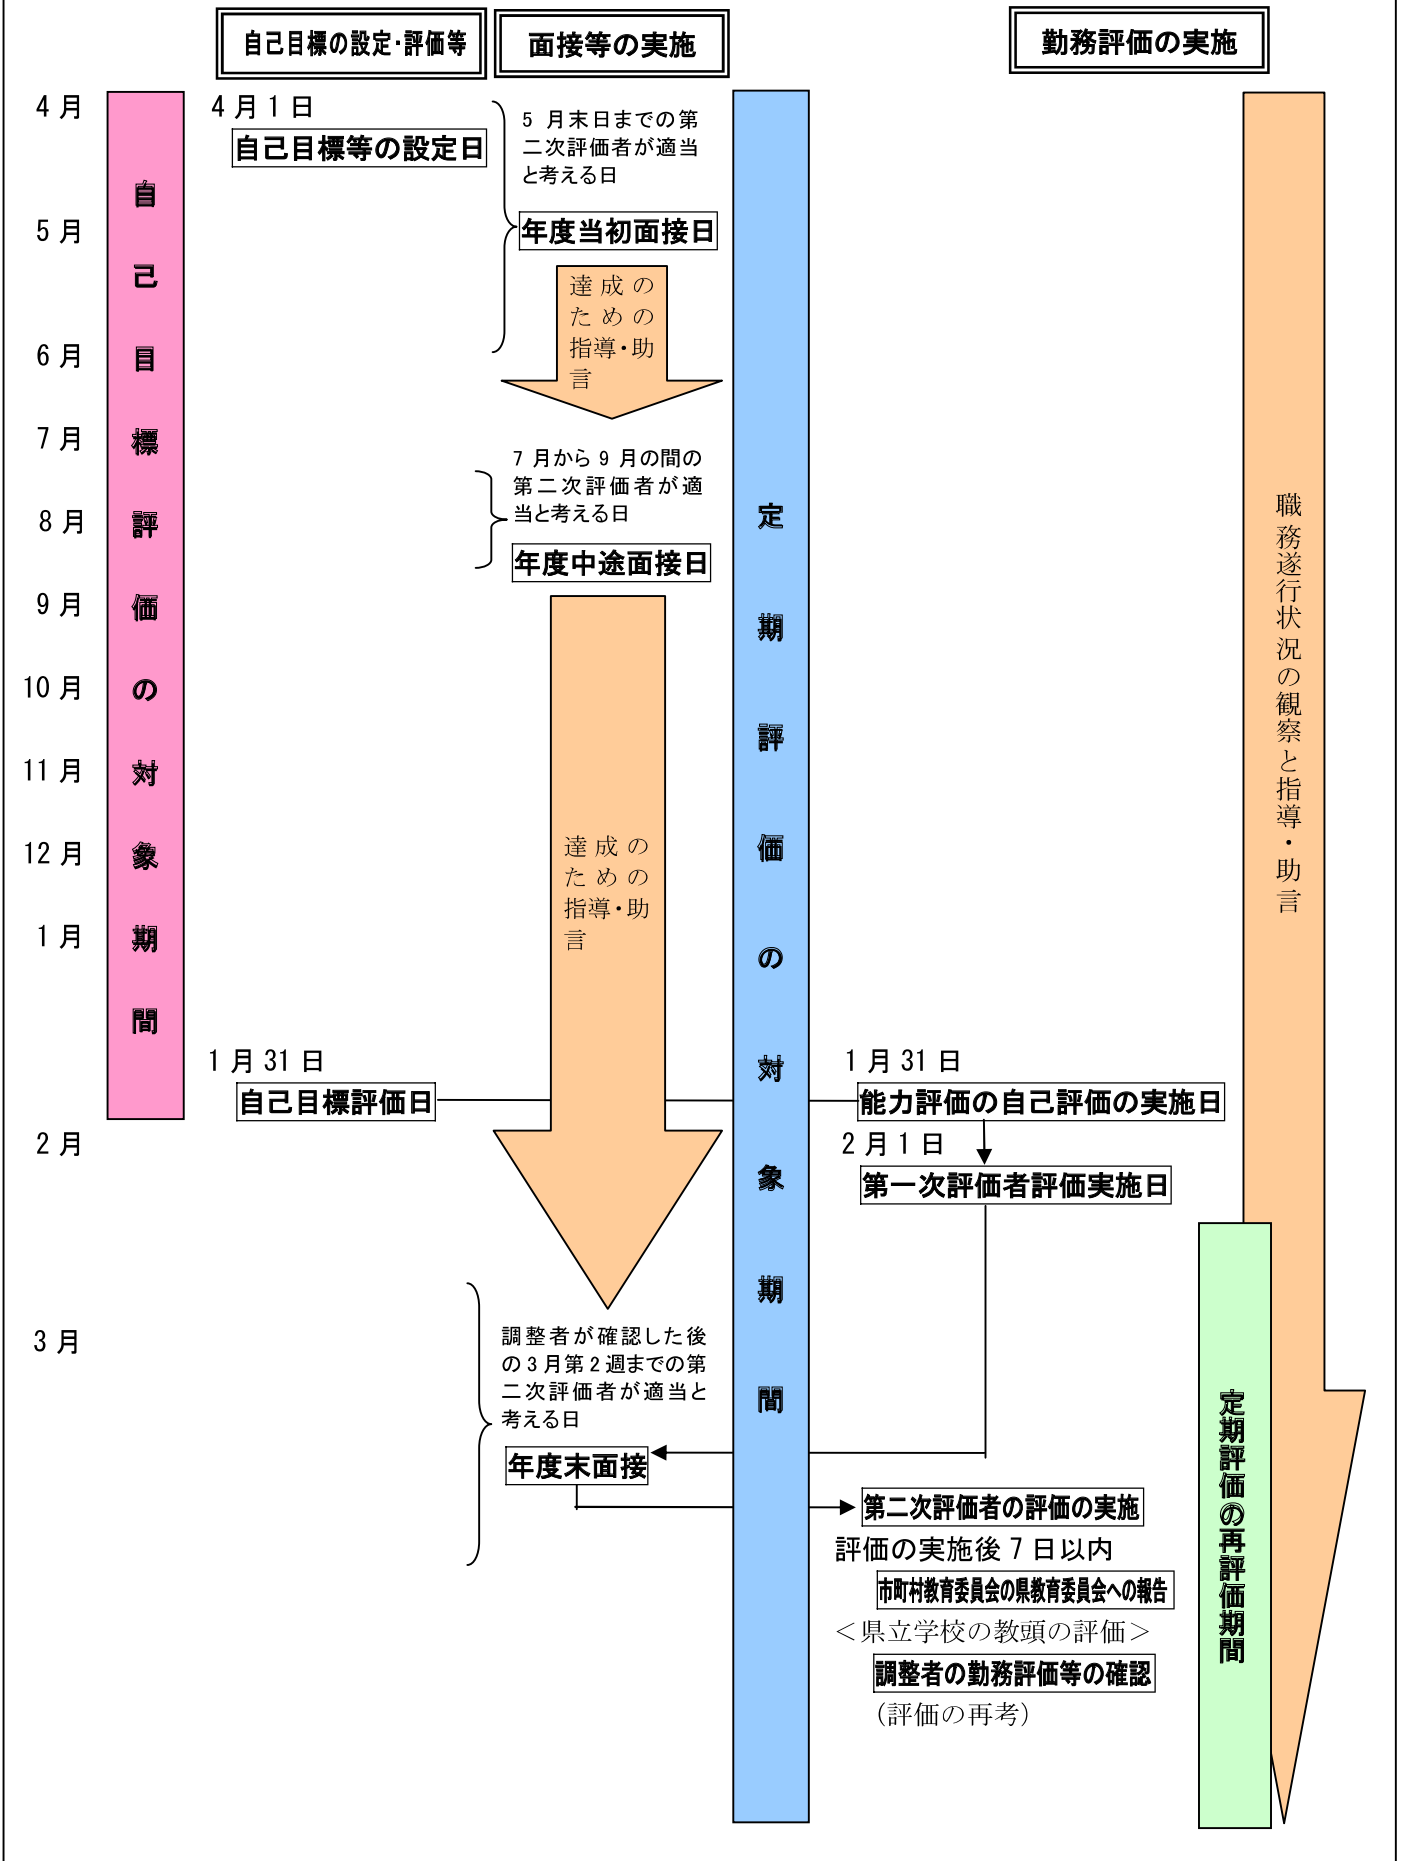 自己目標の設定・評価等
面接等の実施
勤務評価の実施
4月
5月
6月
7月
8月
9月
10月
11月
12月
1月
2月
3月
自己目標評価の対象期間
4月1日
自己目標等の設定日
5 月末日までの第
二次評価者が適当
と考える日
年度当初面接日
達成の
ための
指導・助
言
7 月から 9 月の間の
第二次評価者が適
当と考える日
年度中途面接日
達成の
ための
指導・助
言
1月31日
自己目標評価日
調整者が確認した後
の3月第2週までの第
二次評価者が適当と
考える日
年度末面接
定期評価の対象期間
1月31日
能力評価の自己評価の実施日
2月1日
第一次評価者評価実施日
第二次評価者の評価の実施
評価の実施後7日以内
市町村教育委員会の県教育委員会への報告
＜県立学校の教頭の評価＞
調整者の勤務評価等の確認
（評価の再考）
定期評価の再評価期間
職務遂行状況の観察と指導・助言